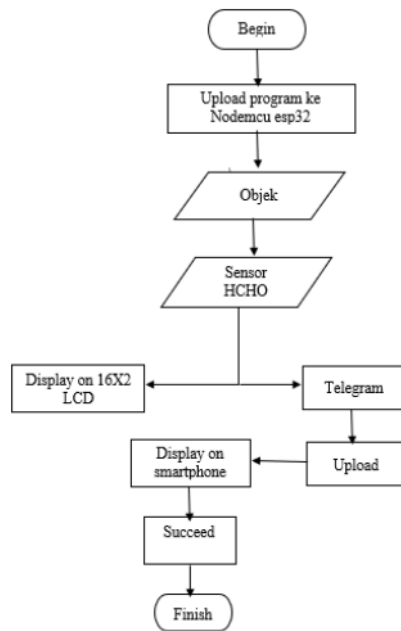 Begin
Upload program ke
Nodemcu esp32
Objek
Sensor
HCHO
Display on 16X2
LCD
Telegram
Display on
smartphone
Upload
Succeed
Finish